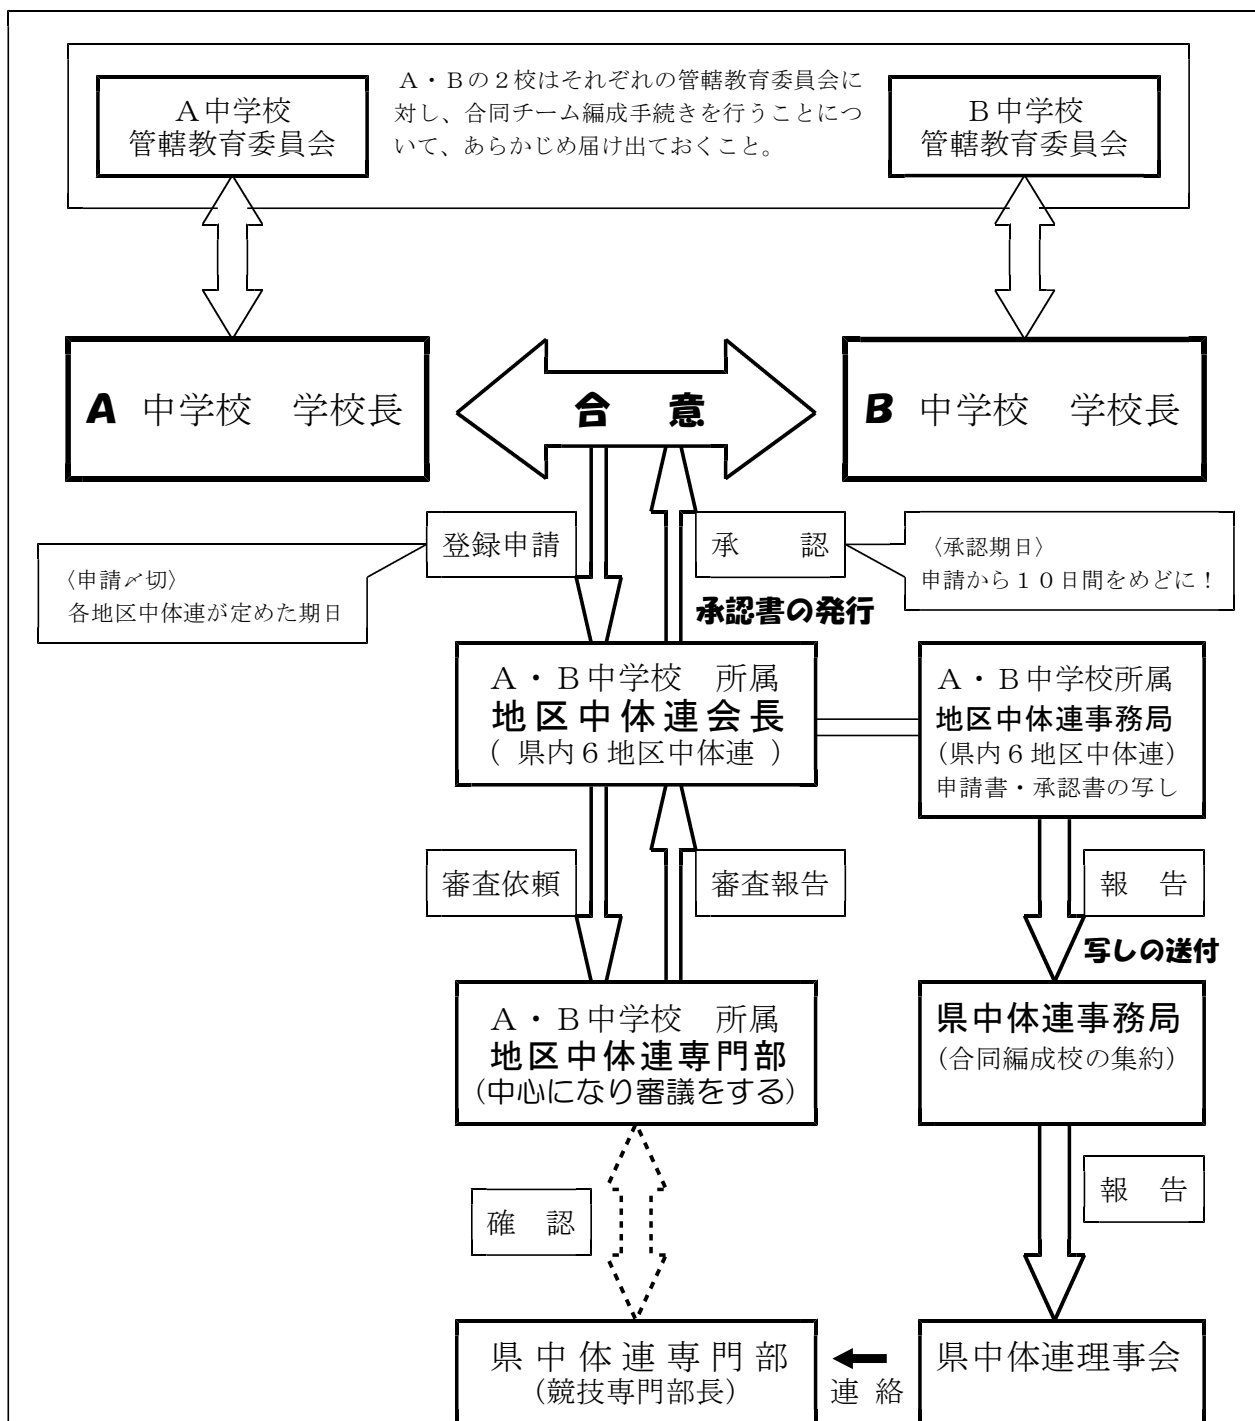 A中学校
管轄教育委員会
A・Bの2校はそれぞれの管轄教育委員会に
対し、合同チーム編成手続きを行うことにつ
いて、あらかじめ届け出ておくこと。
B中学校
管轄教育委員会
A 中学校　学校長
合　意
B 中学校　学校長
登録申請
承　認
〈申請〆切〉
各地区中体連が定めた期日
〈承認期日〉
申請から10日間をめどに！
承認書の発行
A・B中学校　所属
地区中体連会長
( 県内6地区中体連 )
A・B中学校所属
地区中体連事務局
(県内6地区中体連)
申請書・承認書の写し
審査依頼
審査報告
報　告
写しの送付
A・B中学校　所属
地区中体連専門部
(中心になり審議をする)
県中体連事務局
(合同編成校の集約)
確　認
報　告
県中体連専門部
(競技専門部長)
連絡
県中体連理事会